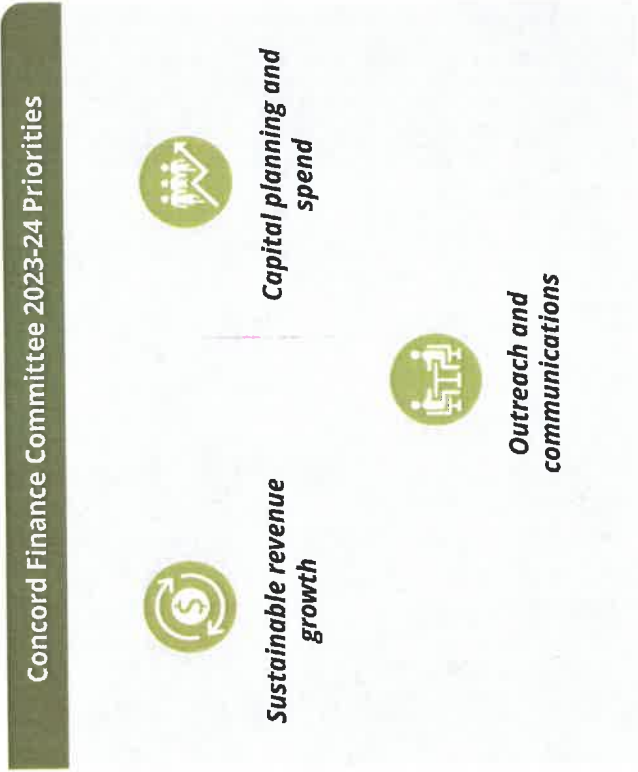 Concord Finance Committee 2023-24 Priorities
Sustainable revenue
growth
Capital planning and
spend
Outreach and
communications